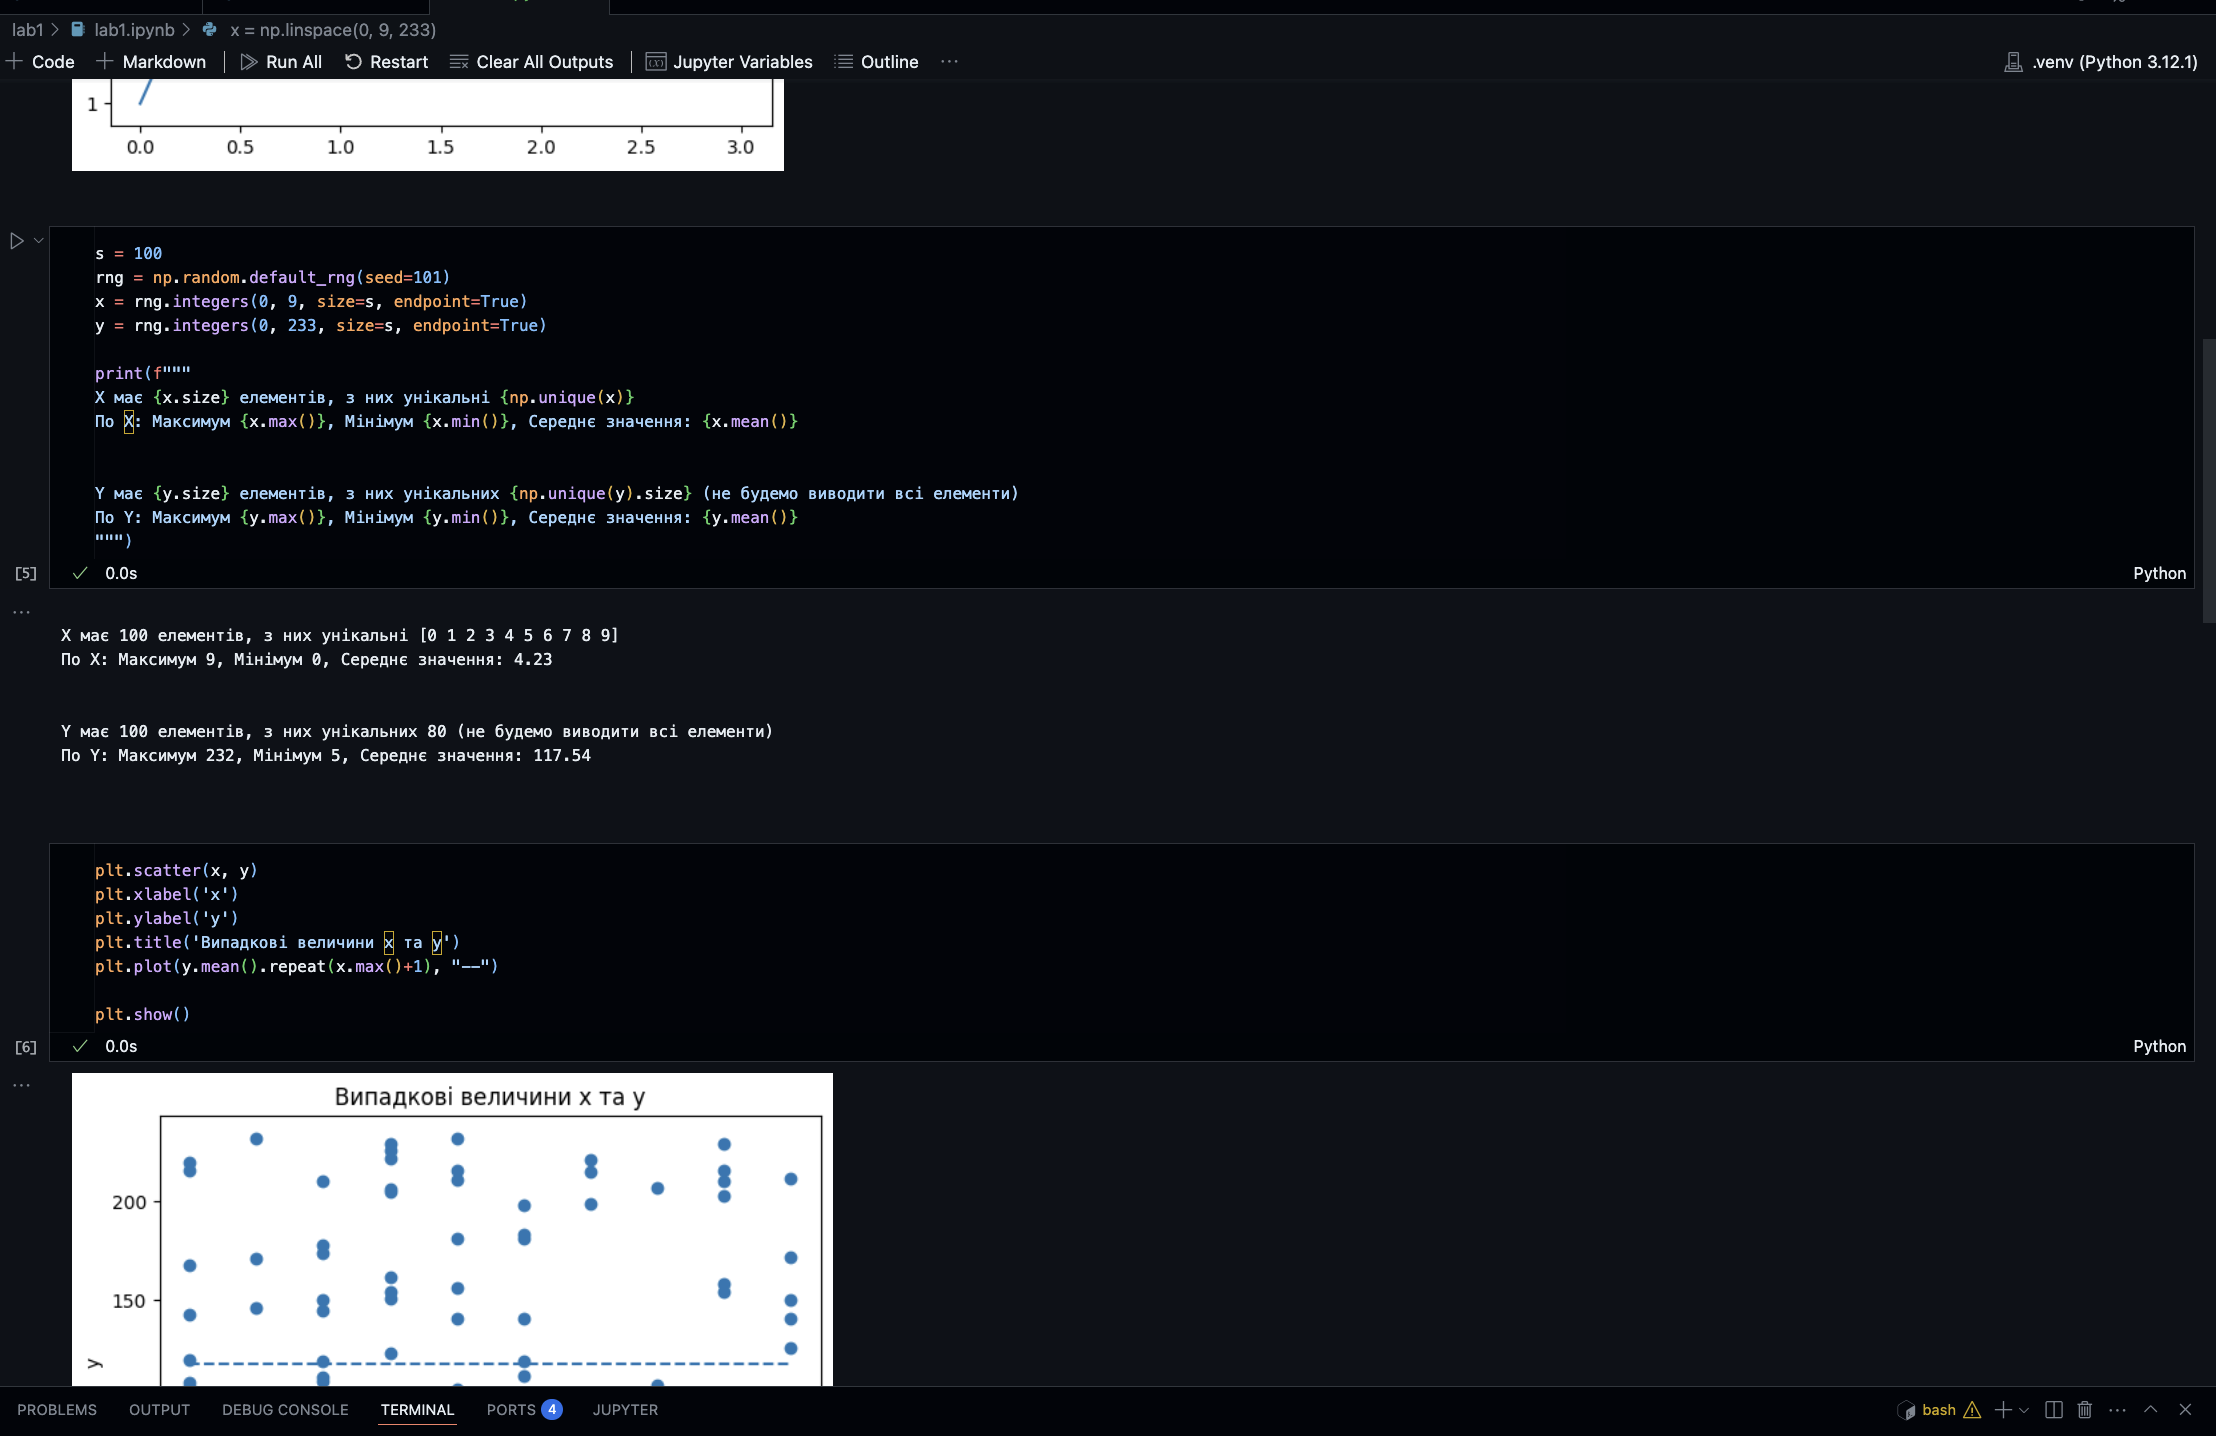 lab1 > lab1.ipynb > x = np.linspace(0, 9, 233)
Code Markdown Run All Restart Clear All Outputs Jupyter Variables Outline ... .venv (Python 3.12.1)
1
0.0 0.5 1.0 1.5 2.0 2.5 3.0
s = 100
rng = np.random.default_rng(seed=101)
x = rng.integers(0, 9, size=s, endpoint=True)
y = rng.integers(0, 233, size=s, endpoint=True)
print(f"""
X має {x.size} елементів, з них унікальні {np.unique(x)}
По X: Максимум {x.max()}, Мінімум {x.min()}, Середнє значення: {x.mean()}
Y має {y.size} елементів, з них унікальних {np.unique(y).size} (не будемо виводити всі елементи)
По Y: Максимум {y.max()}, Мінімум {y.min()}, Середнє значення: {y.mean()}
""")
[5] 0.0s Python
X має 100 елементів, з них унікальні [0 1 2 3 4 5 6 7 8 9]
По X: Максимум 9, Мінімум 0, Середнє значення: 4.23
Y має 100 елементів, з них унікальних 80 (не будемо виводити всі елементи)
По Y: Максимум 232, Мінімум 5, Середнє значення: 117.54
plt.scatter(x, y)
plt.xlabel('x')
plt.ylabel('y')
plt.title('Випадкові величини x та y')
plt.plot(y.mean().repeat(x.max()+1), "--")
plt.show()
[6] 0.0s Python
Випадкові величини x та y
200
150
y
PROBLEMS OUTPUT DEBUG CONSOLE TERMINAL PORTS 4 JUPYTER bash